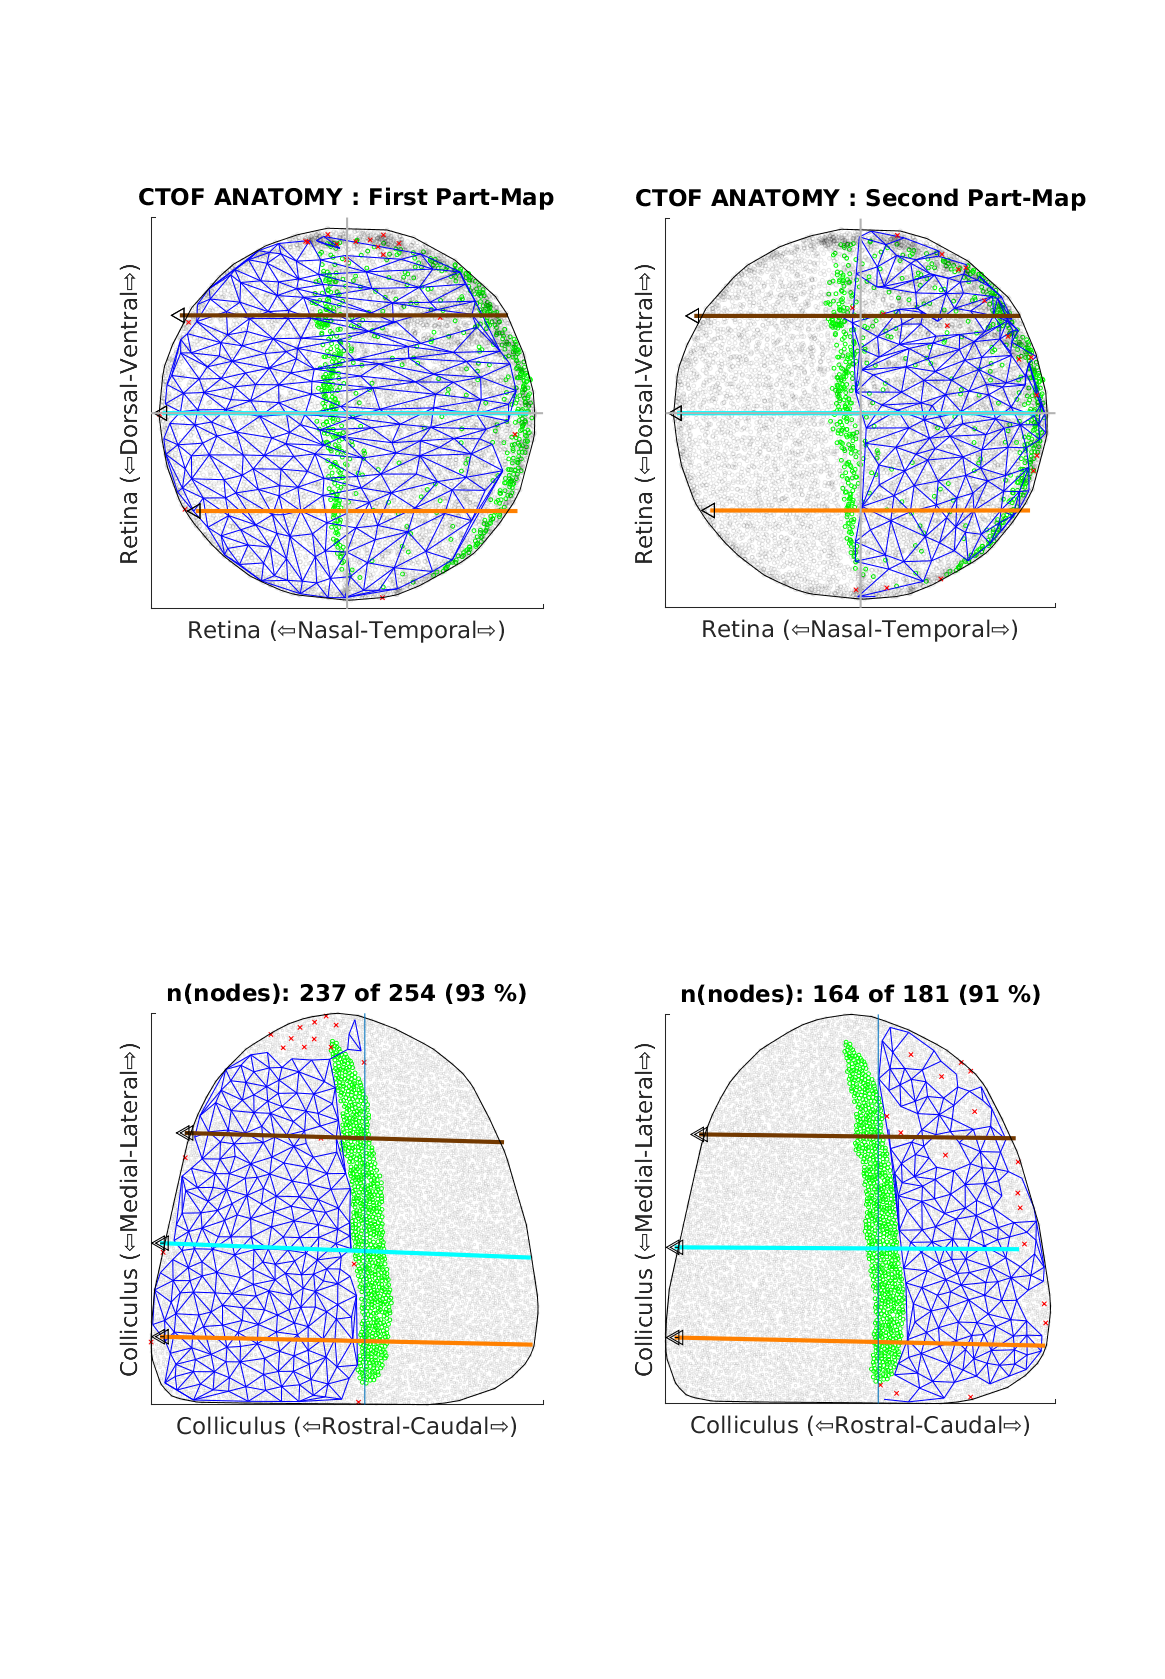 CTOF ANATOMY : First Part-Map
CTOF ANATOMY : Second Part-Map
Retina (⇦Dorsal-Ventral⇨)
Retina (⇦Dorsal-Ventral⇨)
Retina (⇦Nasal-Temporal⇨)
Retina (⇦Nasal-Temporal⇨)
n(nodes): 237 of 254 (93 %)
n(nodes): 164 of 181 (91 %)
Colliculus (⇦Medial-Lateral⇨)
Colliculus (⇦Medial-Lateral⇨)
Colliculus (⇦Rostral-Caudal⇨)
Colliculus (⇦Rostral-Caudal⇨)